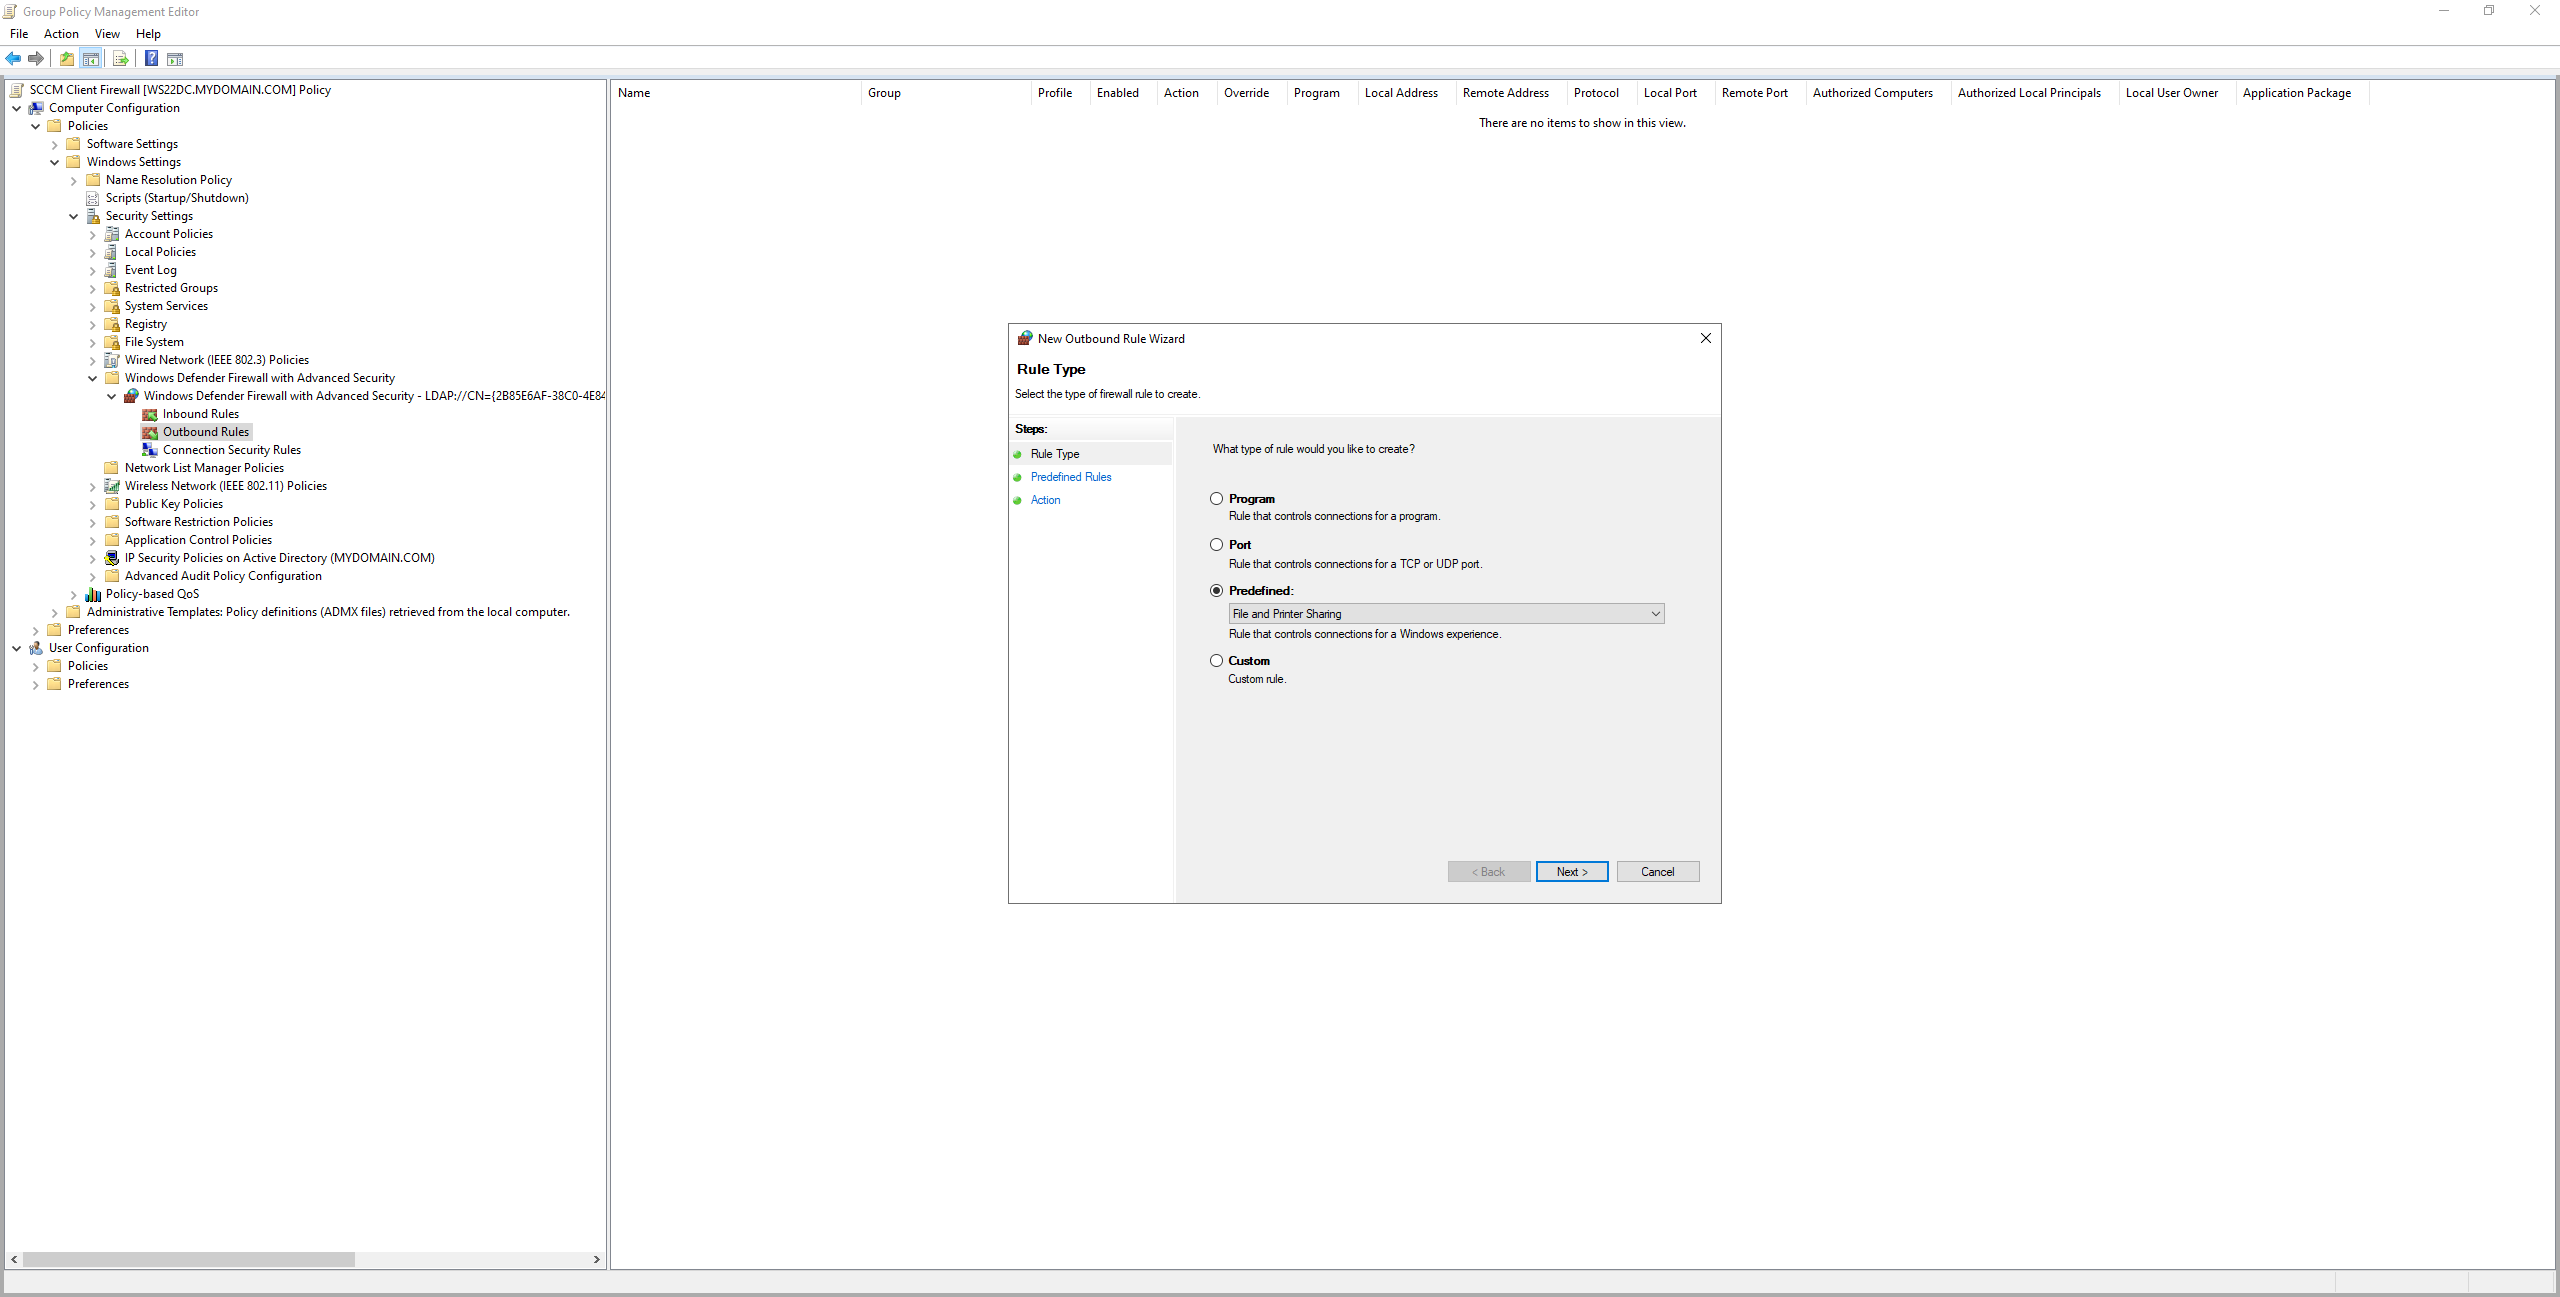 Group Policy Management Editor
File Action View Help
SCCM Client Firewall [WS22DC.MYDOMAIN.COM] Policy
Computer Configuration
Policies
Software Settings
Windows Settings
Name Resolution Policy
Scripts (Startup/Shutdown)
Security Settings
Account Policies
Local Policies
Event Log
Restricted Groups
System Services
Registry
File System
Wired Network (IEEE 802.3) Policies
Windows Defender Firewall with Advanced Security
Windows Defender Firewall with Advanced Security - LDAP://CN={2B85E6AF-38C0-4E84
Inbound Rules
Outbound Rules
Connection Security Rules
Network List Manager Policies
Wireless Network (IEEE 802.11) Policies
Public Key Policies
Software Restriction Policies
Application Control Policies
IP Security Policies on Active Directory (MYDOMAIN.COM)
Advanced Audit Policy Configuration
Policy-based QoS
Administrative Templates: Policy definitions (ADMX files) retrieved from the local computer.
Preferences
User Configuration
Policies
Preferences
Name Group Profile Enabled Action Override Program Local Address Remote Address Protocol Local Port Remote Port Authorized Computers Authorized Local Principals Local User Owner Application Package
There are no items to show in this view.
New Outbound Rule Wizard
Rule Type
Select the type of firewall rule to create.
Steps:
Rule Type
Predefined Rules
Action
What type of rule would you like to create?
Program
Rule that controls connections for a program.
Port
Rule that controls connections for a TCP or UDP port.
Predefined:
File and Printer Sharing
Rule that controls connections for a Windows experience.
Custom
Custom rule.
< Back Next > Cancel